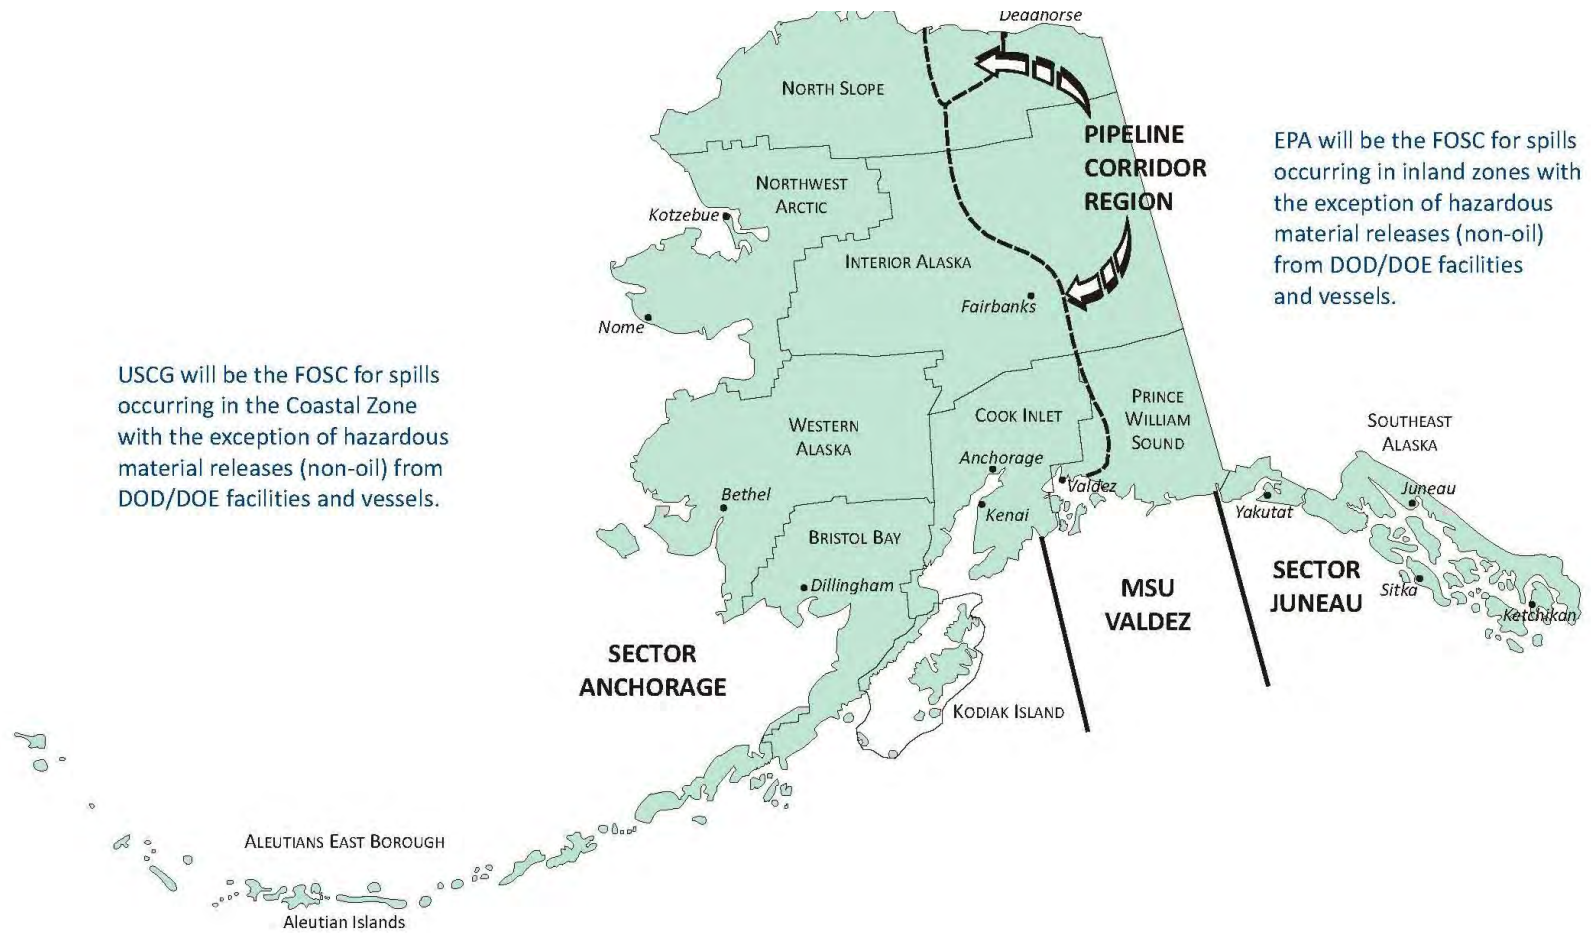 Deadhorse
NORTH SLOPE
PIPELINE
CORRIDOR
REGION
EPA will be the FOSC for spills
occurring in inland zones with
the exception of hazardous
material releases (non-oil)
from DOD/DOE facilities
and vessels.
NORTHWEST
ARCTIC
Kotzebue
INTERIOR ALASKA
Fairbanks
Nome
USCG will be the FOSC for spills
occurring in the Coastal Zone
with the exception of hazardous
material releases (non-oil) from
DOD/DOE facilities and vessels.
WESTERN
ALASKA
COOK INLET
PRINCE
WILLIAM
SOUND
SOUTHEAST
ALASKA
Anchorage
Valdez
Bethel
Kenai
Yakutat
Juneau
BRISTOL BAY
Dillingham
MSU
VALDEZ
SECTOR
JUNEAU
Sitka
Ketchikan
SECTOR
ANCHORAGE
KODIAK ISLAND
ALEUTIANS EAST BOROUGH
Aleutian Islands